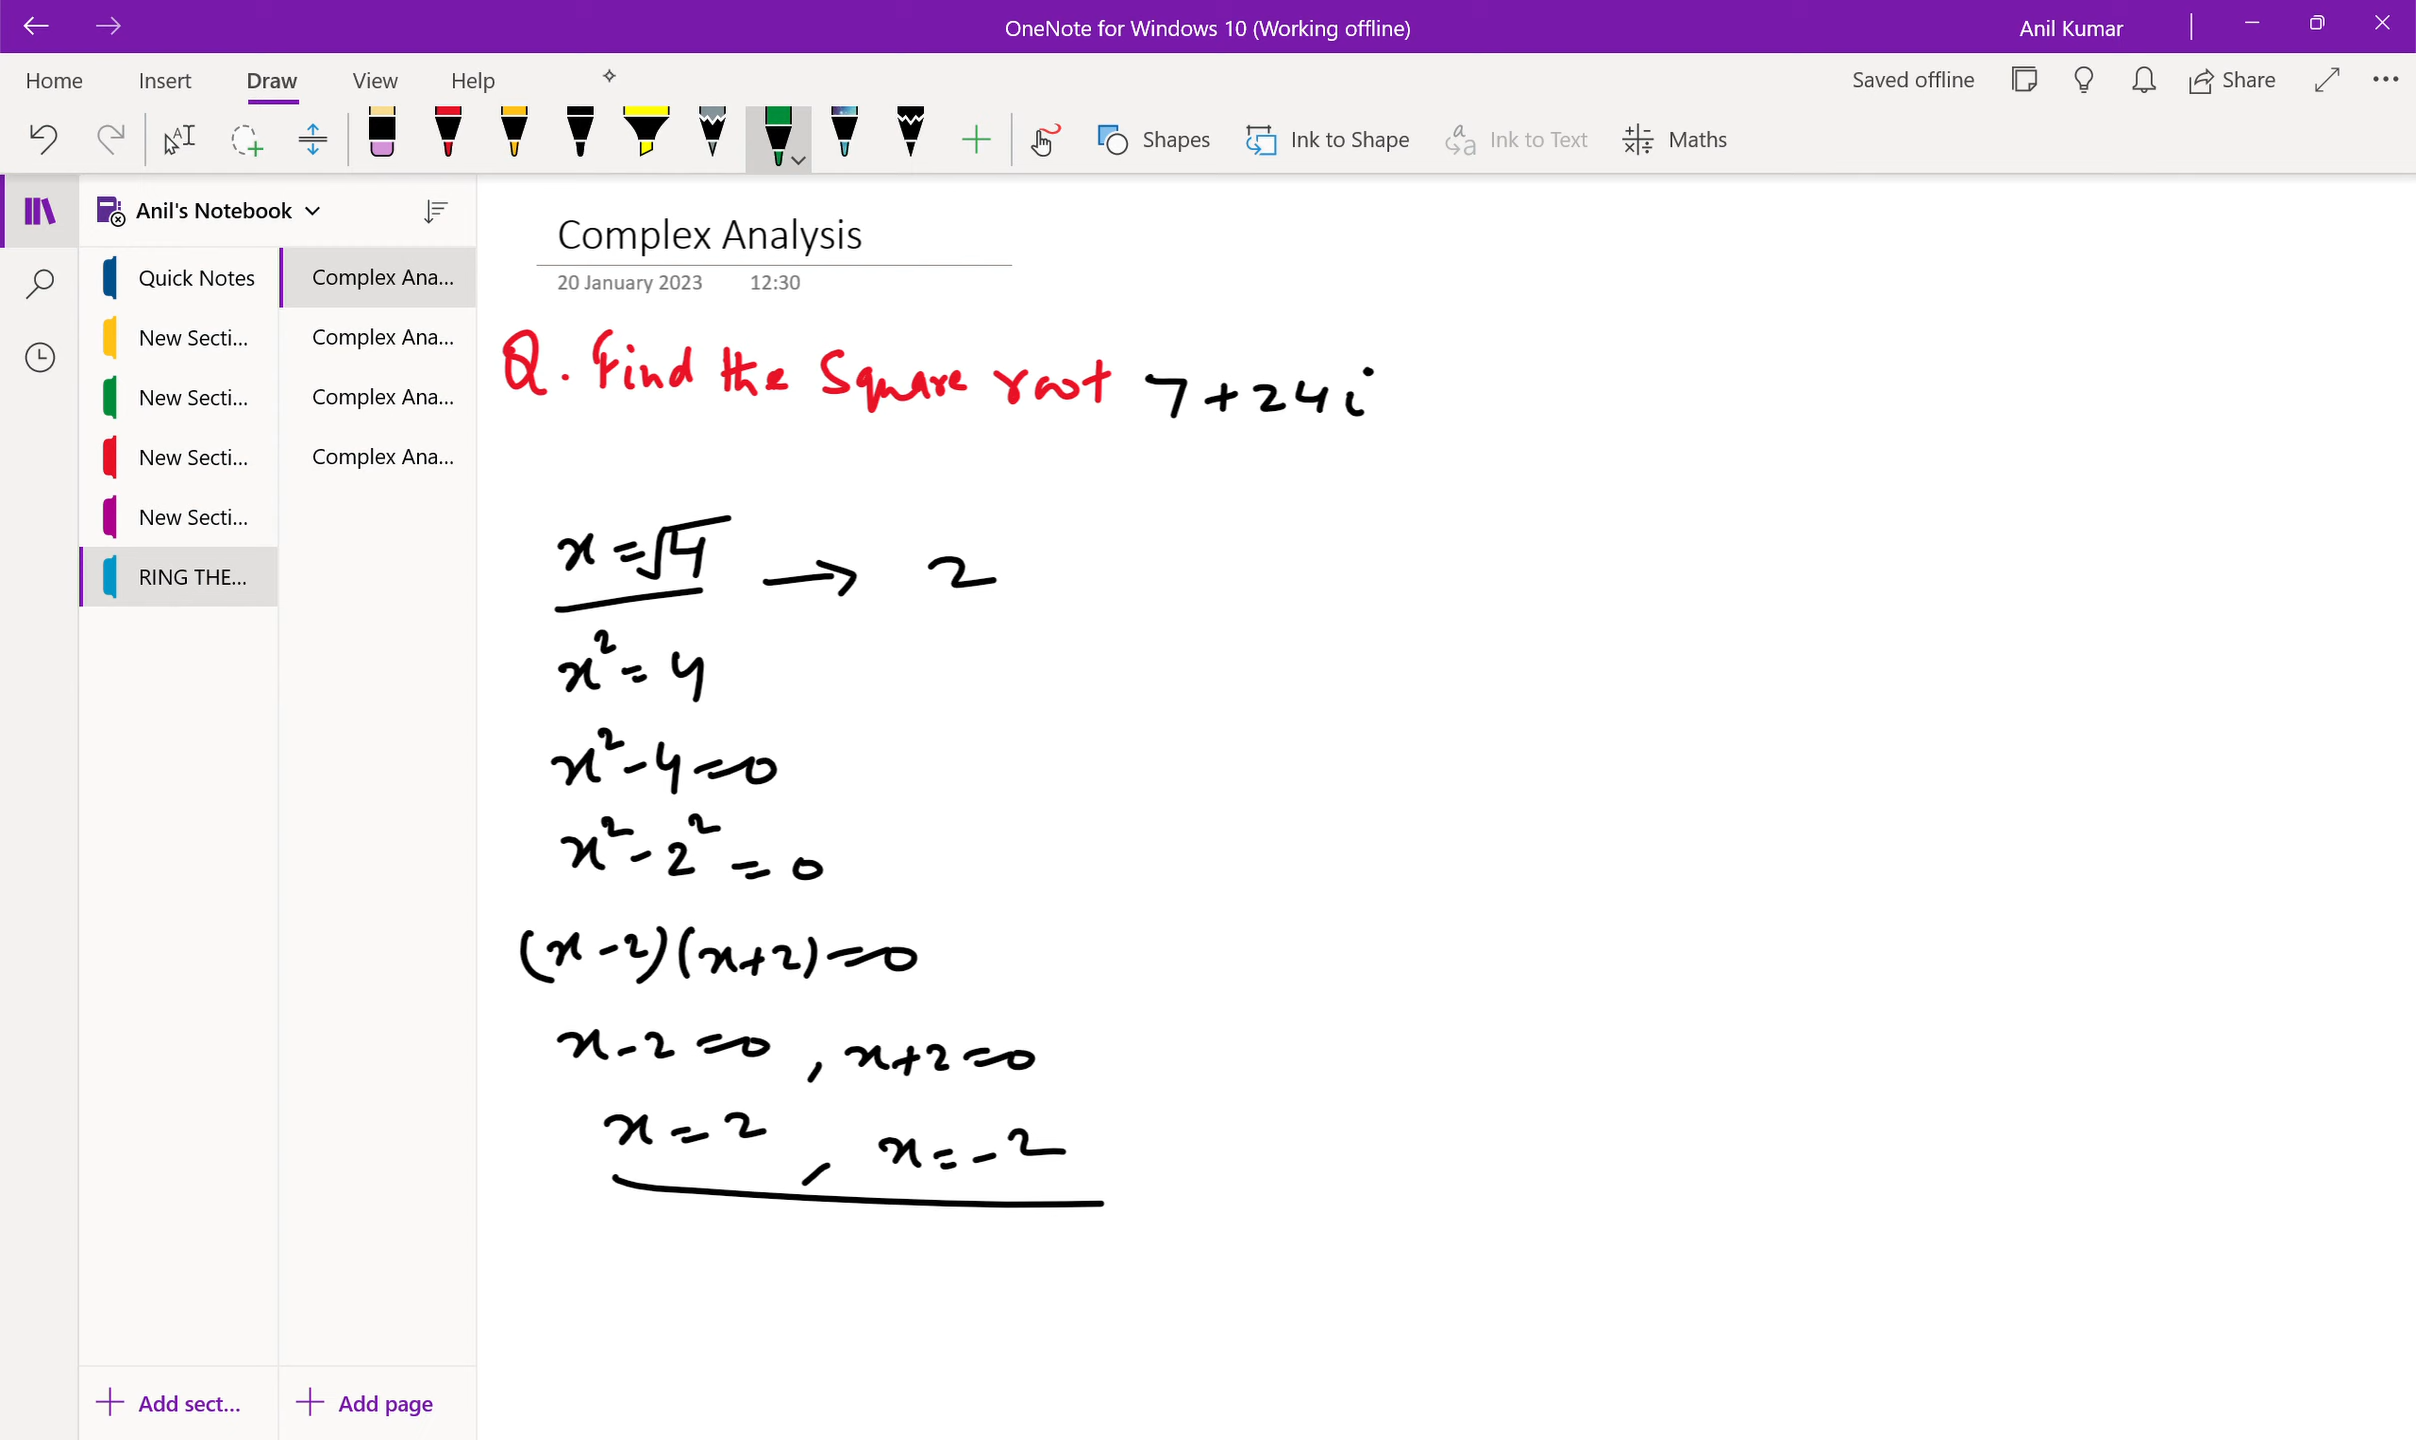 OneNote for Windows 10 (Working offline)
Anil Kumar
Home Insert Draw View Help
Saved offline
Share
Shapes
Ink to Shape
Ink to Text
Maths
Anil's Notebook
Quick Notes
New Secti...
New Secti...
New Secti...
New Secti...
RING THE...
Complex Ana...
Complex Ana...
Complex Ana...
Complex Ana...
Add sect...
Add page
Complex Analysis
20 January 2023 12:30
Q. Find the Square root 7+24i
x = √4 → 2
x² = 4
x² - 4 = 0
x² - 2² = 0
(x - 2)(x + 2) = 0
x - 2 = 0 , x + 2 = 0
x = 2 , x = - 2